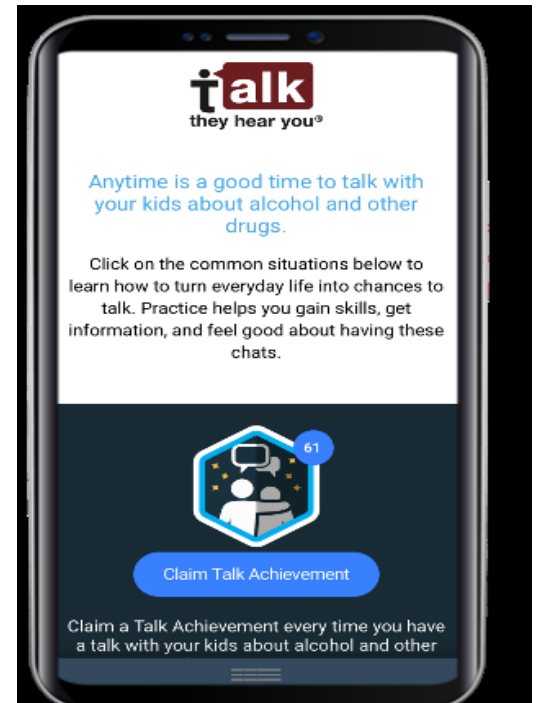 talk
they hear you®
Anytime is a good time to talk with
your kids about alcohol and other
drugs.
Click on the common situations below to
learn how to turn everyday life into chances to
talk. Practice helps you gain skills, get
information, and feel good about having these
chats.
61
Claim Talk Achievement
Claim a Talk Achievement every time you have
a talk with your kids about alcohol and other